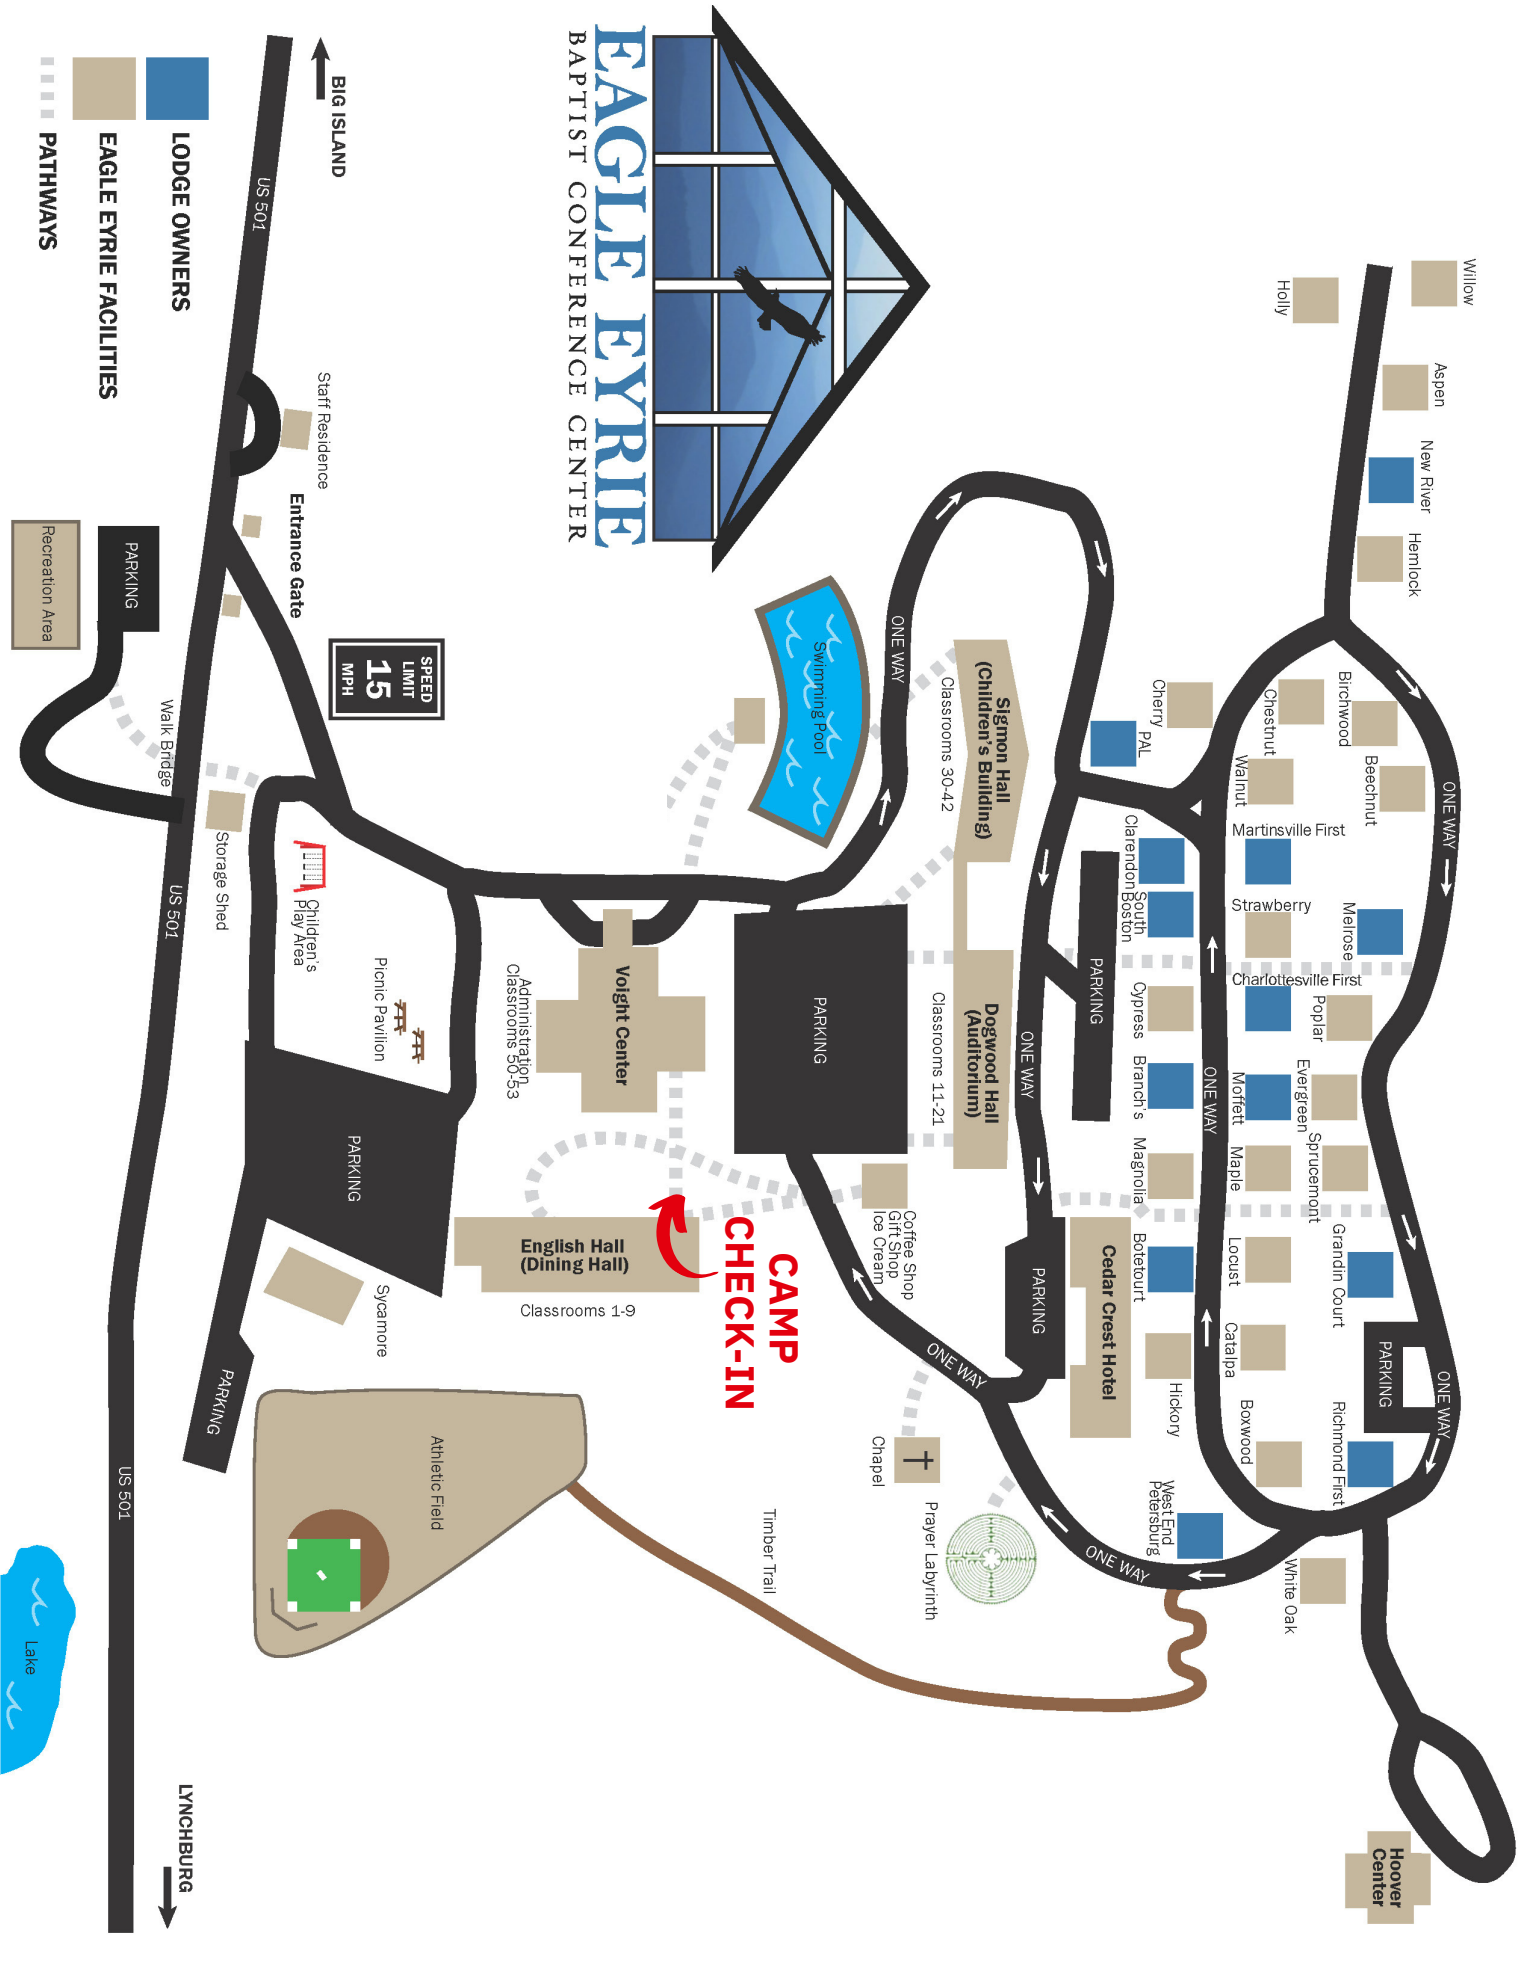 EAGLE EYRIE
BAPTIST CONFERENCE CENTER
LODGE OWNERS
EAGLE EYRIE FACILITIES
PATHWAYS
BIG ISLAND
US 501
Staff Residence
Entrance Gate
SPEED
LIMIT
15
MPH
PARKING
Recreation Area
Walk Bridge
Storage Shed
US 501
Children's
Play Area
Picnic Pavilion
PARKING
Sycamore
PARKING
Athletic Field
US 501
Lake
LYNCHBURG
Timber Trail
Swimming Pool
Voight Center
Administration
Classrooms 50-53
English Hall
(Dining Hall)
Classrooms 1-9
CAMP
CHECK-IN
PARKING
Coffee Shop
Gift Shop
Ice Cream
ONE WAY
Sigmon Hall
(Children's Building)
Classrooms 30-42
Dogwood Hall
(Auditorium)
Classrooms 11-21
ONE WAY
PARKING
PARKING
Cedar Crest Hotel
ONE WAY
Chapel
Prayer Labyrinth
ONE WAY
West End
Petersburg
White Oak
Hoover
Center
Willow
Holly
Aspen
New River
Hemlock
Birchwood
Chestnut
Cherry
PAL
Beechnut
Walnut
ONE WAY
Martinsville First
Clarendon
South
Boston
Strawberry
Melrose
Charlottesville First
Poplar
Cypress
Branch's
Moffett
Evergreen
ONE WAY
Magnolia
Maple
Sprucemont
Botetourt
Locust
Grandin Court
Catalpa
Hickory
PARKING
ONE WAY
Boxwood
Richmond First